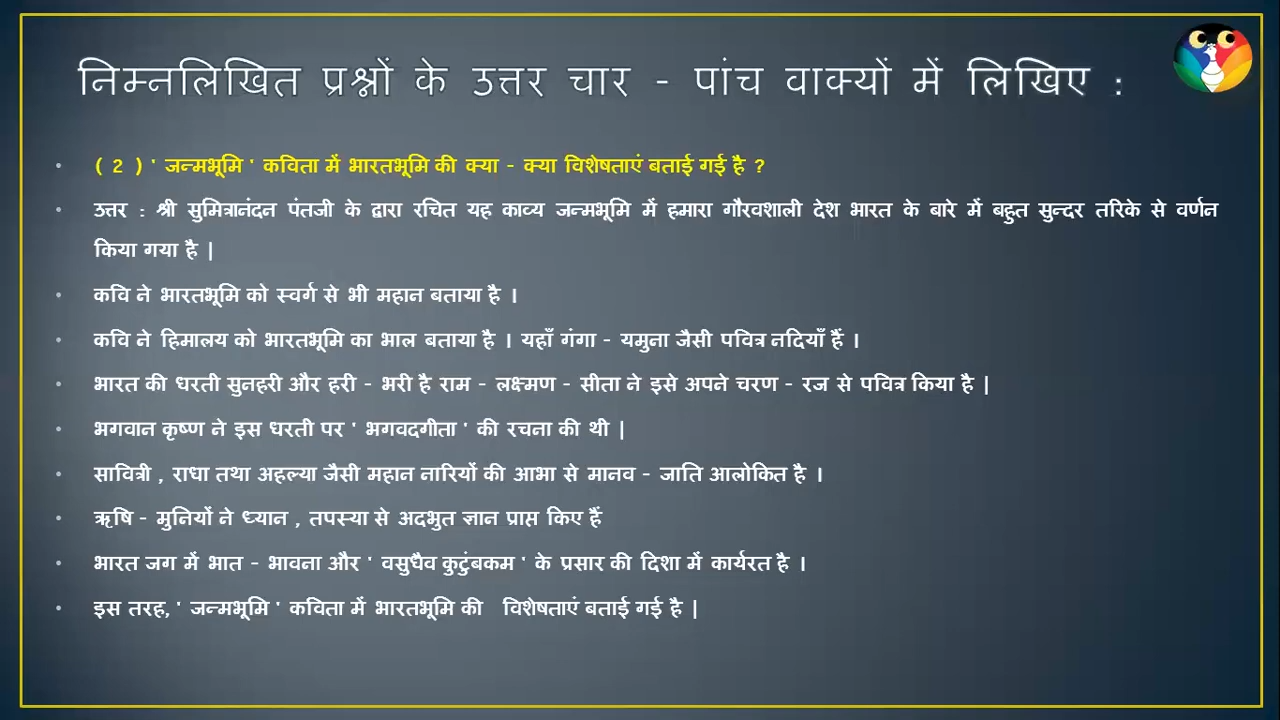 निम्नलिखित प्रश्नों के उत्तर चार - पांच वाक्यों में लिखिए :
( 2 ) ' जन्मभूमि ' कविता में भारतभूमि की क्या - क्या विशेषताएं बताई गई है ?
उत्तर : श्री सुमित्रानंदन पंतजी के द्वारा रचित यह काव्य जन्मभूमि में हमारा गौरवशाली देश भारत के बारे में बहुत सुन्दर तरिके से वर्णन
किया गया है |
कवि ने भारतभूमि को स्वर्ग से भी महान बताया है ।
कवि ने हिमालय को भारतभूमि का भाल बताया है । यहाँ गंगा - यमुना जैसी पवित्र नदियाँ हैं ।
भारत की धरती सुनहरी और हरी - भरी है राम - लक्ष्मण - सीता ने इसे अपने चरण - रज से पवित्र किया है |
भगवान कृष्ण ने इस धरती पर ' भगवदगीता ' की रचना की थी |
सावित्री , राधा तथा अहल्या जैसी महान नारियों की आभा से मानव - जाति आलोकित है ।
ऋषि - मुनियों ने ध्यान , तपस्या से अदभुत ज्ञान प्राप्त किए हैं
भारत जग में भात - भावना और ' वसुधैव कुटुंबकम ' के प्रसार की दिशा में कार्यरत है ।
इस तरह, ' जन्मभूमि ' कविता में भारतभूमि की विशेषताएं बताई गई है |